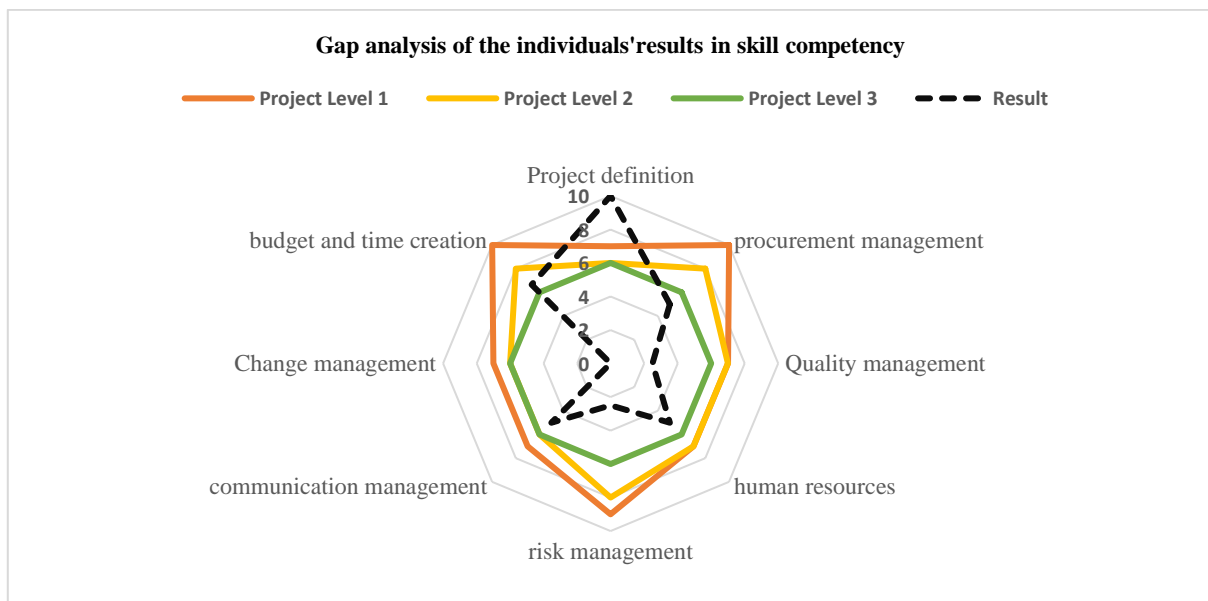 Gap analysis of the individuals'results in skill competency
Project Level 1 Project Level 2 Project Level 3 Result
Project definition
10
budget and time creation
procurement management
8
6
4
2
Change management
0
Quality management
communication management
human resources
risk management